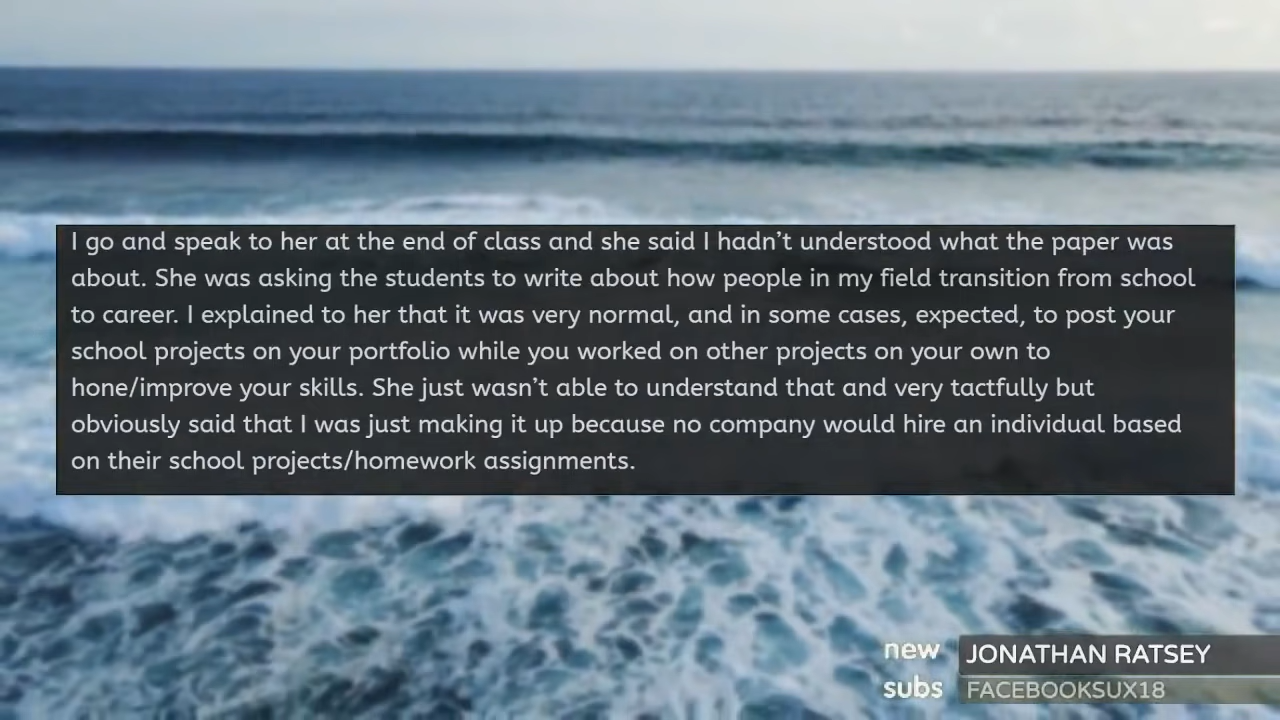 I go and speak to her at the end of class and she said I hadn't understood what the paper was
about. She was asking the students to write about how people in my field transition from school
to career. I explained to her that it was very normal, and in some cases, expected, to post your
school projects on your portfolio while you worked on other projects on your own to
hone/improve your skills. She just wasn't able to understand that and very tactfully but
obviously said that I was just making it up because no company would hire an individual based
on their school projects/homework assignments.
new JONATHAN RATSEY
subs FACEBOOKSUX18